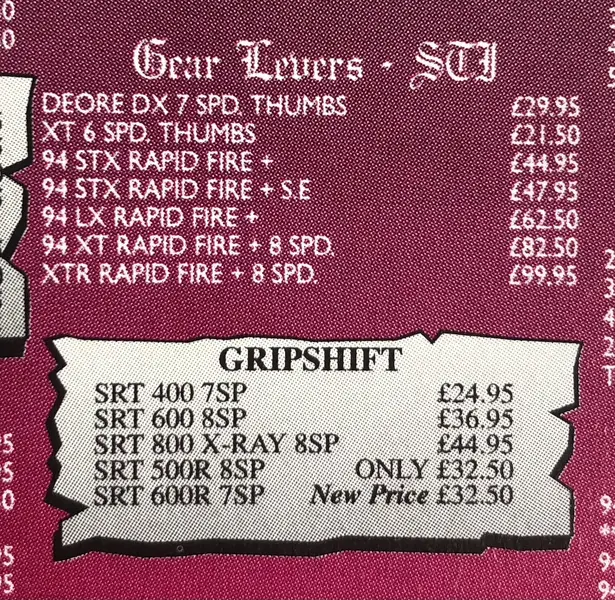 Gear Levers - STI
DEORE DX 7 SPD. THUMBS £29.95
XT 6 SPD. THUMBS £21.50
94 STX RAPID FIRE + £44.95
94 STX RAPID FIRE + S.E £47.95
94 LX RAPID FIRE + £62.50
94 XT RAPID FIRE + 8 SPD. £82.50
XTR RAPID FIRE + 8 SPD. £99.95
GRIPSHIFT
SRT 400 7SP £24.95
SRT 600 8SP £36.95
SRT 800 X-RAY 8SP £44.95
SRT 500R 8SP ONLY £32.50
SRT 600R 7SP New Price £32.50